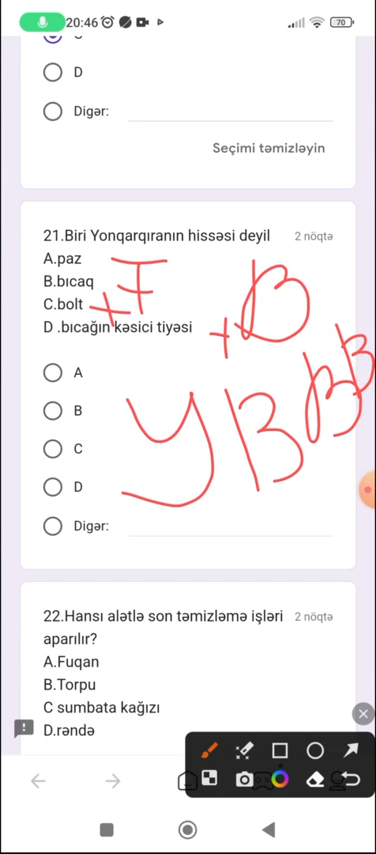 20:46
70
D
Digər:
Seçimi təmizləyin
21.Biri Yonqarqıranın hissəsi deyil 2 nöqtə
A.paz
B.bıcaq
C.bolt
D .bıcağın kəsici tiyəsi
+F
+B
A
B
C
D
YBBB
Digər:
22.Hansı alətlə son təmizləmə işləri 2 nöqtə
aparılır?
A.Fuqan
B.Torpu
C sumbata kağızı
D.rəndə